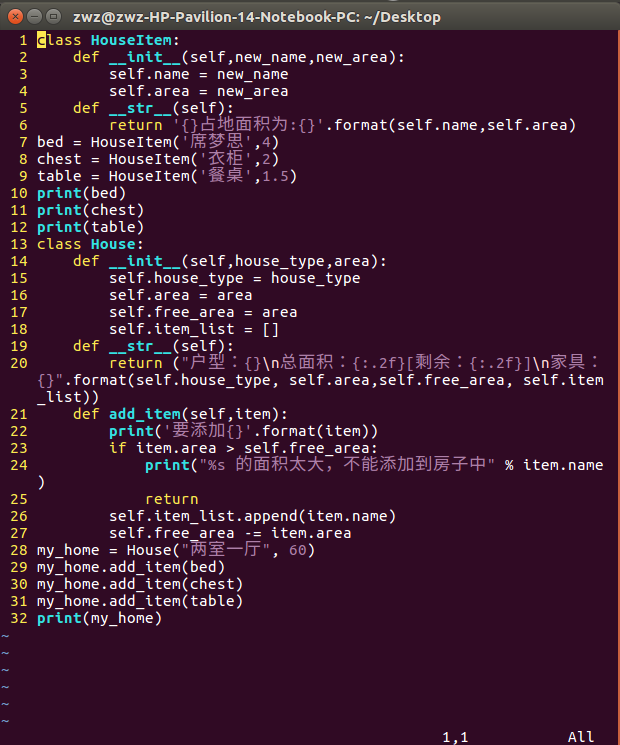 zwz@zwz-HP-Pavilion-14-Notebook-PC: ~/Desktop
1 class HouseItem:
2     def __init__(self,new_name,new_area):
3         self.name = new_name
4         self.area = new_area
5     def __str__(self):
6         return '{}占地面积为:{}'.format(self.name,self.area)
7 bed = HouseItem('席梦思',4)
8 chest = HouseItem('衣柜',2)
9 table = HouseItem('餐桌',1.5)
10 print(bed)
11 print(chest)
12 print(table)
13 class House:
14     def __init__(self,house_type,area):
15         self.house_type = house_type
16         self.area = area
17         self.free_area = area
18         self.item_list = []
19     def __str__(self):
20         return ("户型：{}\n总面积：{:.2f}[剩余：{:.2f}]\n家具：
{}".format(self.house_type, self.area,self.free_area, self.item
_list))
21     def add_item(self,item):
22         print('要添加{}'.format(item))
23         if item.area > self.free_area:
24             print("%s 的面积太大，不能添加到房子中" % item.name
)
25             return
26         self.item_list.append(item.name)
27         self.free_area -= item.area
28 my_home = House("两室一厅", 60)
29 my_home.add_item(bed)
30 my_home.add_item(chest)
31 my_home.add_item(table)
32 print(my_home)
~
~
~
~
~
~
1,1 All